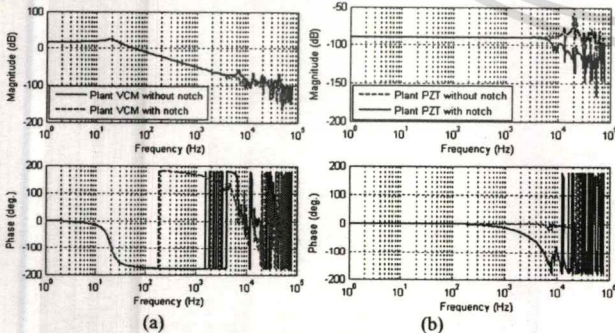 100
0
-100
-200
Magnitude (dB)
Plant VCM without notch
Plant VCM with notch
10^0 10^1 10^2 10^3 10^4 10^5
Frequency (Hz)
200
100
0
-100
-200
Phase (deg.)
10^0 10^1 10^2 10^3 10^4 10^5
Frequency (Hz)
(a)
-50
-100
-150
-200
Magnitude (dB)
Plant PZT without notch
Plant PZT with notch
10^0 10^1 10^2 10^3 10^4 10^5
Frequency (Hz)
200
100
0
-100
-200
Phase (deg.)
10^0 10^1 10^2 10^3 10^4 10^5
Frequency (Hz)
(b)